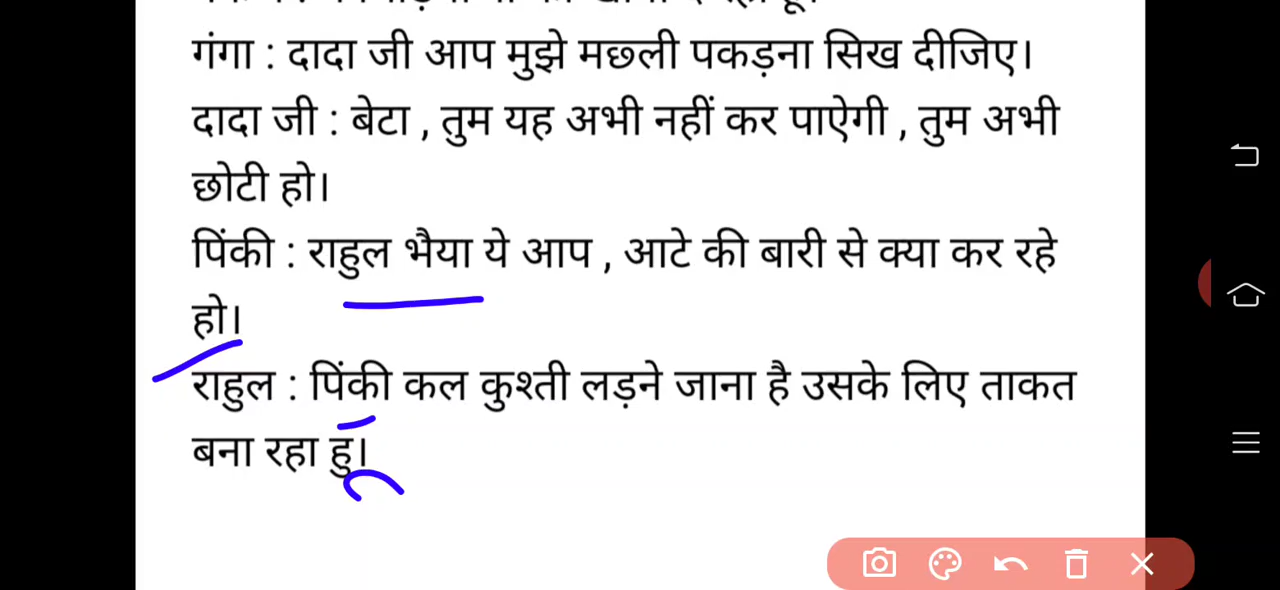 गंगा : दादा जी आप मुझे मछली पकड़ना सिख दीजिए।
दादा जी : बेटा , तुम यह अभी नहीं कर पाऐगी , तुम अभी
छोटी हो।
पिंकी : राहुल भैया ये आप , आटे की बारी से क्या कर रहे
हो।
राहुल : पिंकी कल कुश्ती लड़ने जाना है उसके लिए ताकत
बना रहा हु।